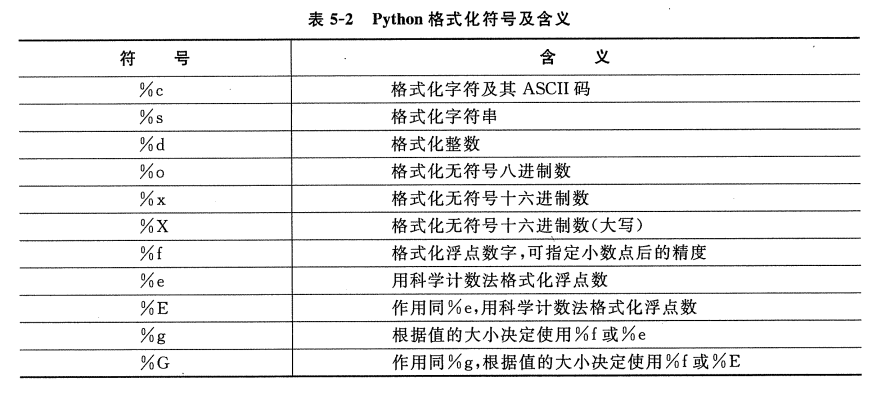 表 5-2 Python 格式化符号及含义
符 号 含 义
%c 格式化字符及其 ASCII 码
%s 格式化字符串
%d 格式化整数
%o 格式化无符号八进制数
%x 格式化无符号十六进制数
%X 格式化无符号十六进制数(大写)
%f 格式化浮点数字,可指定小数点后的精度
%e 用科学计数法格式化浮点数
%E 作用同%e,用科学计数法格式化浮点数
%g 根据值的大小决定使用%f 或%e
%G 作用同%g,根据值的大小决定使用%f 或%E